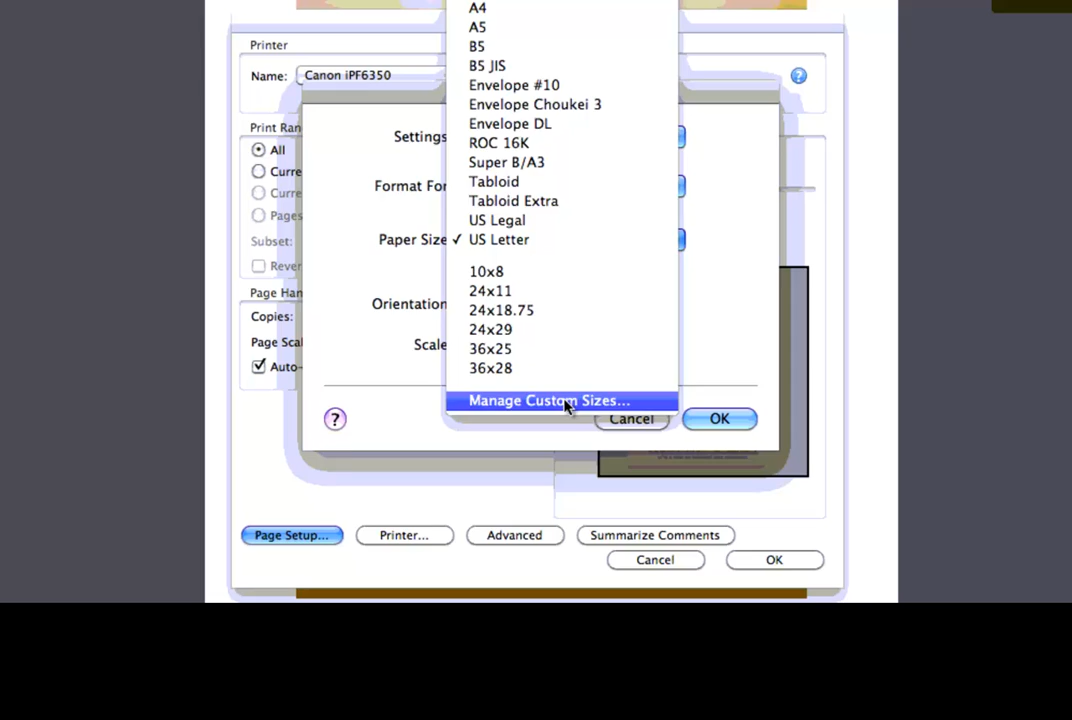 A4
A5
Printer
B5
B5 JIS
Name: Canon iPF6350
?
Envelope #10
Envelope Choukei 3
Print Ran
Envelope DL
Settings
All
ROC 16K
Curre
Super B/A3
Format For
Tabloid
Curre
Tabloid Extra
Pages
US Legal
Subset:
Paper Size ✓ US Letter
Rever
10x8
Page Han
24x11
Orientation
24x18.75
Copies:
24x29
Page Scal
Scale
36x25
Auto-
36x28
Manage Custom Sizes...
?
Cancel
OK
Page Setup...
Printer...
Advanced
Summarize Comments
Cancel
OK